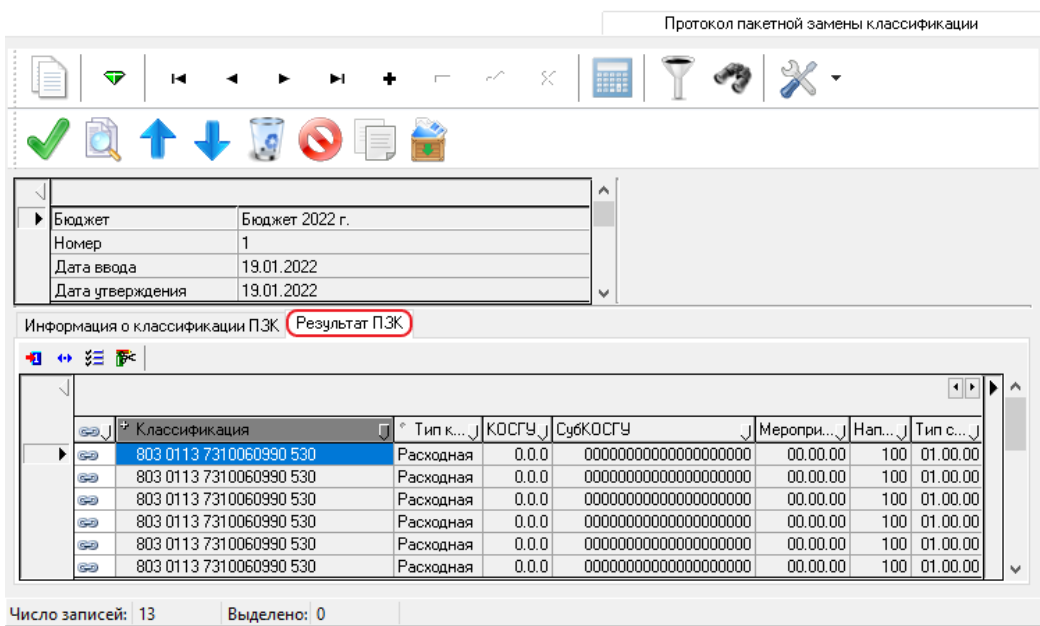 Протокол пакетной замены классификации
Бюджет Бюджет 2022 г.
Номер 1
Дата ввода 19.01.2022
Дата утверждения 19.01.2022
Информация о классификации ПЗК Результат ПЗК
Классификация Тип к... КОСГУ СубКОСГУ Меропри... Нап... Тип с...
803 0113 7310060990 530 Расходная 0.0.0 00000000000000000000 00.00.00 100 01.00.00
803 0113 7310060990 530 Расходная 0.0.0 00000000000000000000 00.00.00 100 01.00.00
803 0113 7310060990 530 Расходная 0.0.0 00000000000000000000 00.00.00 100 01.00.00
803 0113 7310060990 530 Расходная 0.0.0 00000000000000000000 00.00.00 100 01.00.00
803 0113 7310060990 530 Расходная 0.0.0 00000000000000000000 00.00.00 100 01.00.00
803 0113 7310060990 530 Расходная 0.0.0 00000000000000000000 00.00.00 100 01.00.00
Число записей: 13 Выделено: 0